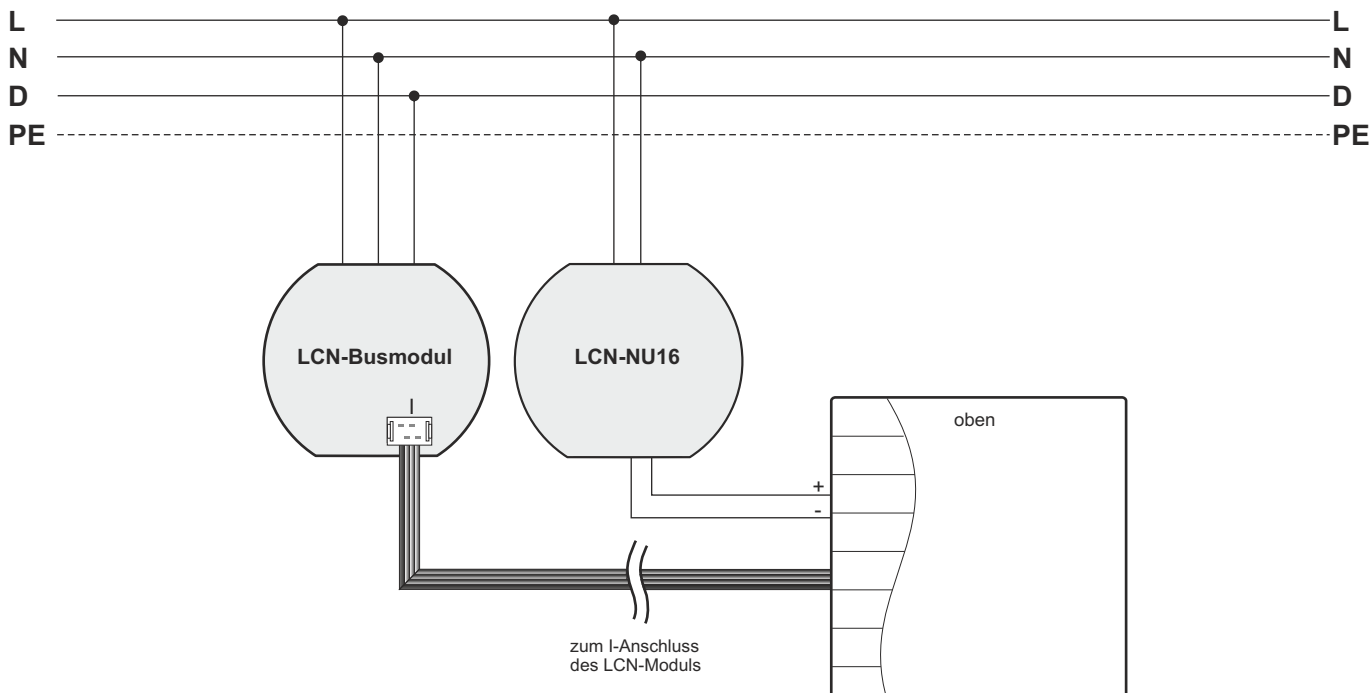 L L
N N
D D
PE PE
LCN-Busmodul
LCN-NU16
I
oben
+
-
zum I-Anschluss
des LCN-Moduls